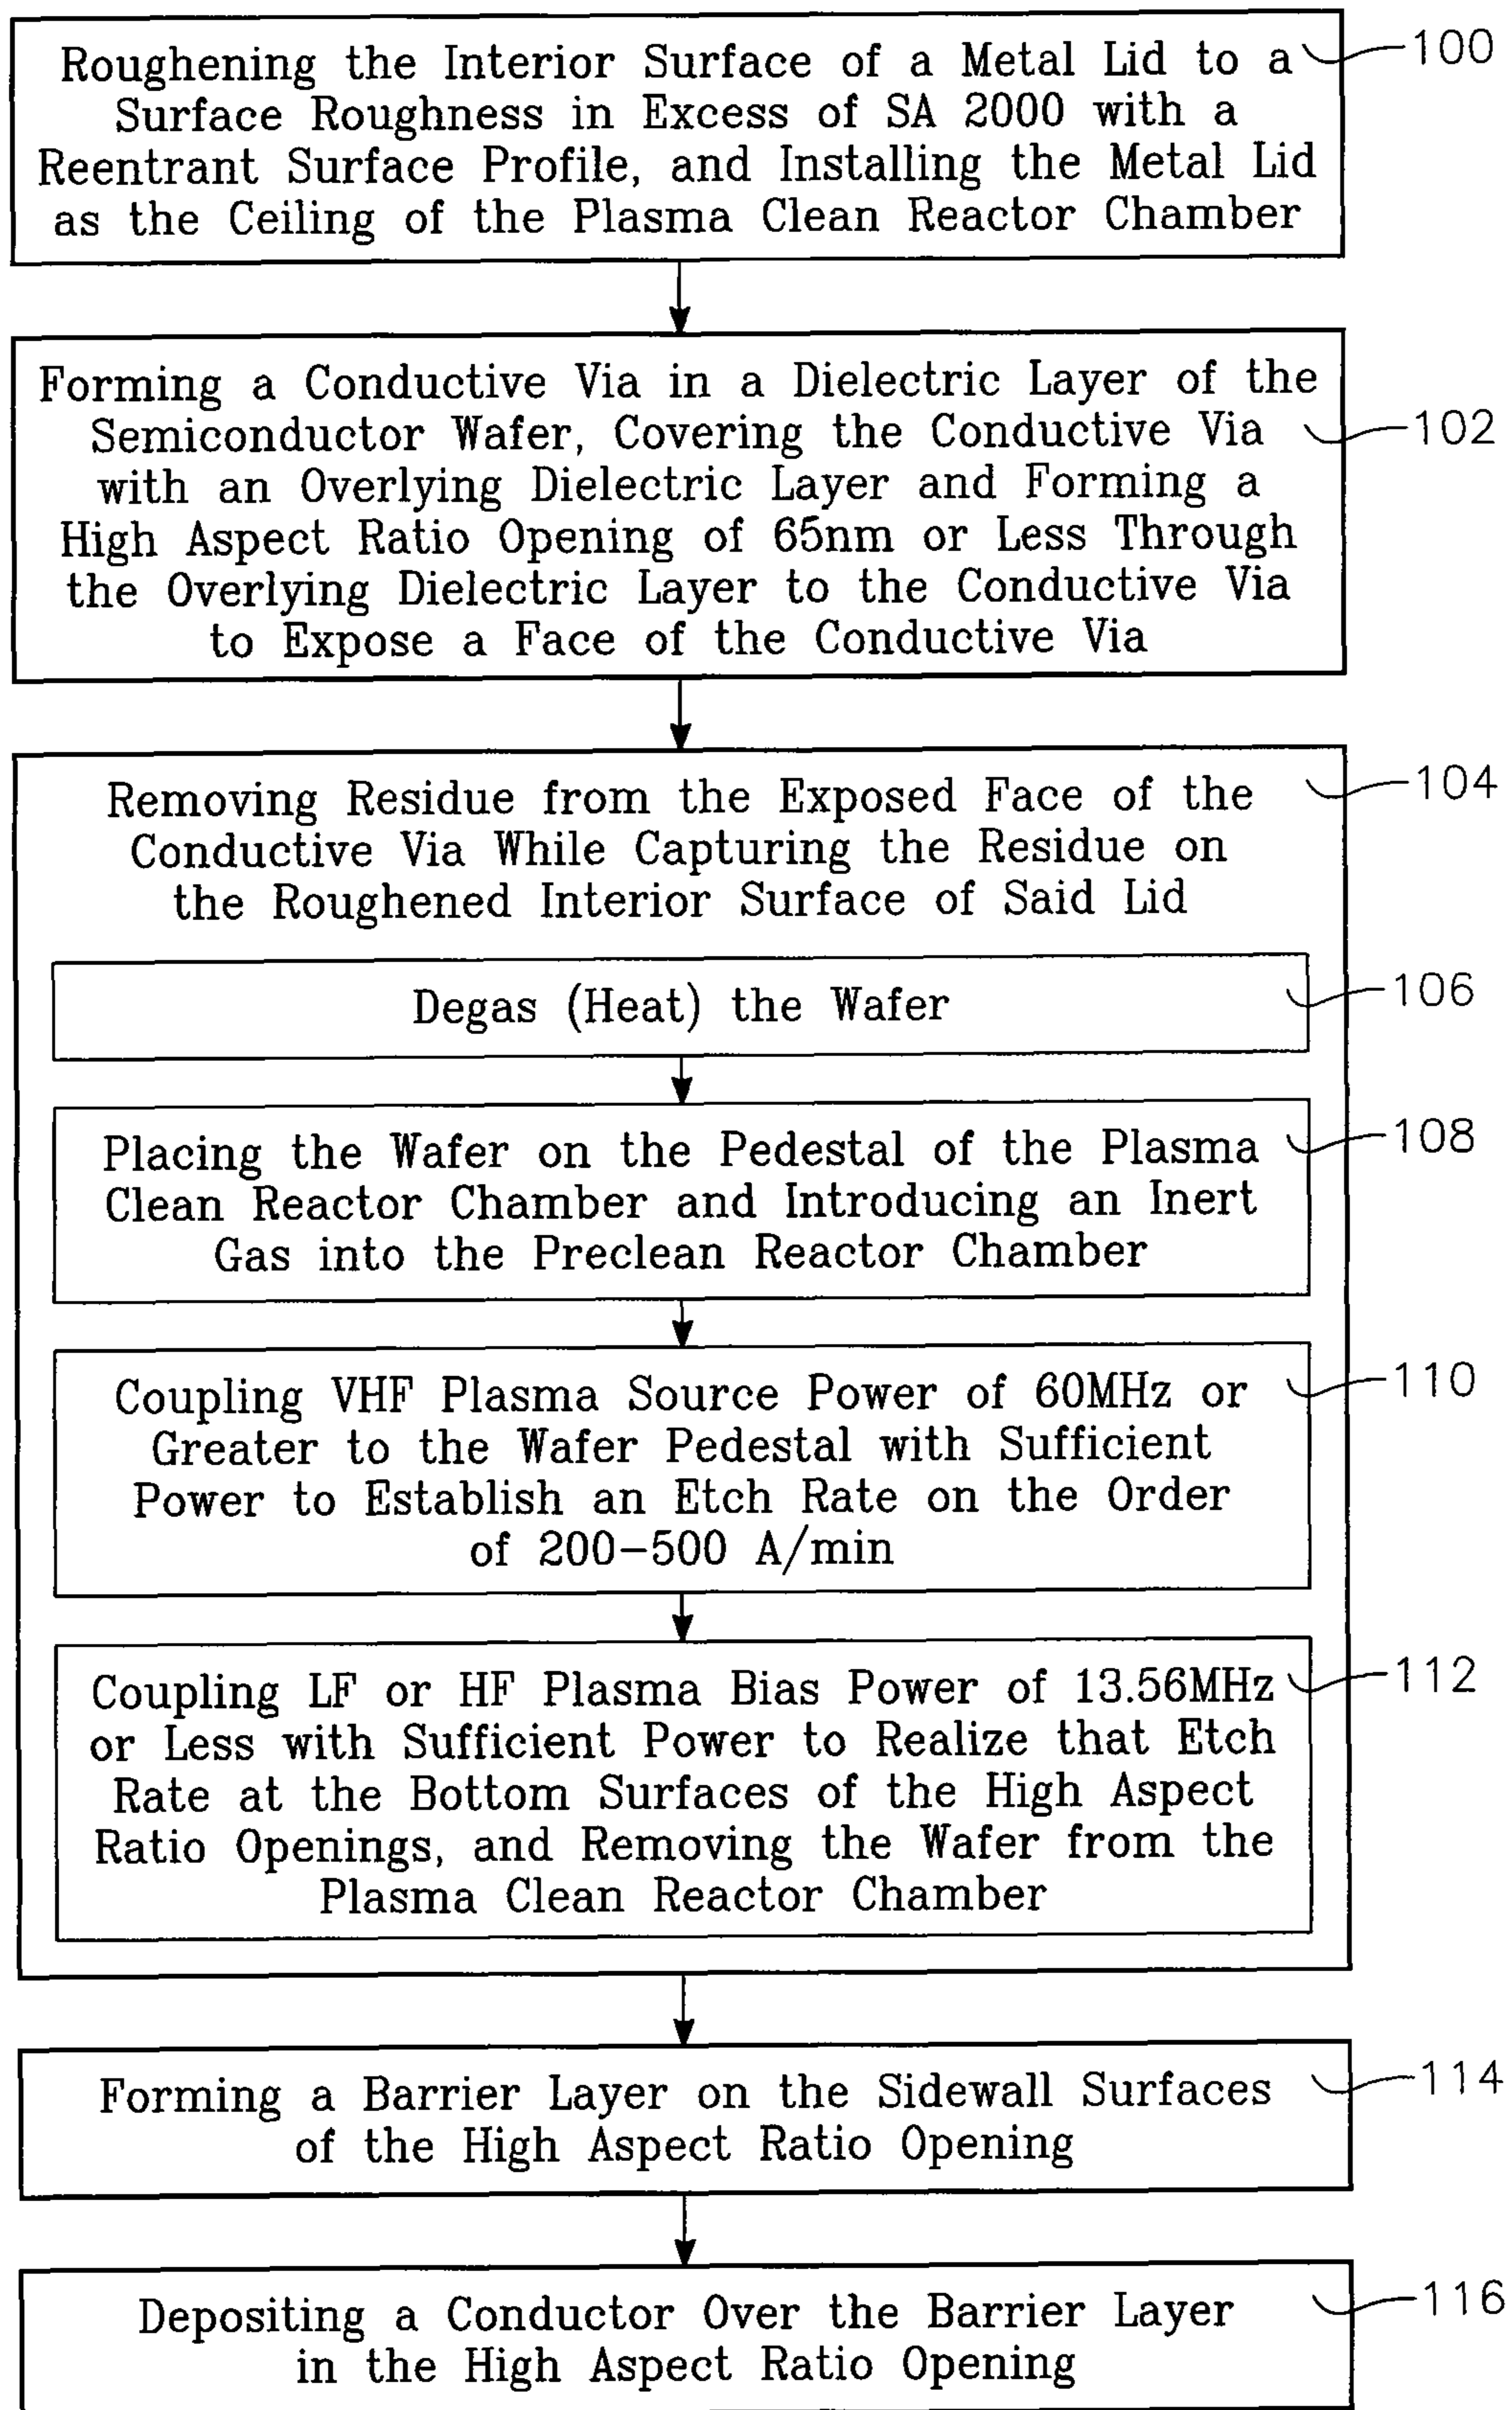 Roughening the Interior Surface of a Metal Lid to a
Surface Roughness in Excess of SA 2000 with a
Reentrant Surface Profile, and Installing the Metal Lid
as the Ceiling of the Plasma Clean Reactor Chamber
100
Forming a Conductive Via in a Dielectric Layer of the
Semiconductor Wafer, Covering the Conductive Via
with an Overlying Dielectric Layer and Forming a
High Aspect Ratio Opening of 65nm or Less Through
the Overlying Dielectric Layer to the Conductive Via
to Expose a Face of the Conductive Via
102
Removing Residue from the Exposed Face of the
Conductive Via While Capturing the Residue on
the Roughened Interior Surface of Said Lid
104
Degas (Heat) the Wafer
106
Placing the Wafer on the Pedestal of the Plasma
Clean Reactor Chamber and Introducing an Inert
Gas into the Preclean Reactor Chamber
108
Coupling VHF Plasma Source Power of 60MHz or
Greater to the Wafer Pedestal with Sufficient
Power to Establish an Etch Rate on the Order
of 200-500 A/min
110
Coupling LF or HF Plasma Bias Power of 13.56MHz
or Less with Sufficient Power to Realize that Etch
Rate at the Bottom Surfaces of the High Aspect
Ratio Openings, and Removing the Wafer from the
Plasma Clean Reactor Chamber
112
Forming a Barrier Layer on the Sidewall Surfaces
of the High Aspect Ratio Opening
114
Depositing a Conductor Over the Barrier Layer
in the High Aspect Ratio Opening
116